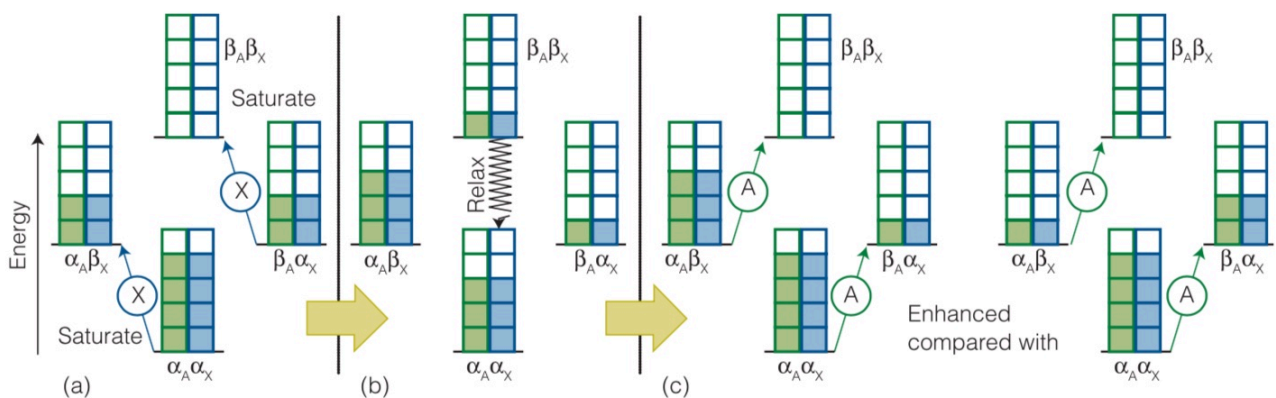 β_Aβ_X
Saturate
X
α_Aβ_X
β_Aα_X
X
Saturate
α_Aα_X
Energy
(a)
β_Aβ_X
Relax
α_Aβ_X
β_Aα_X
α_Aα_X
(b)
β_Aβ_X
A
α_Aβ_X
β_Aα_X
A
α_Aα_X
(c)
Enhanced
compared with
β_Aβ_X
A
α_Aβ_X
β_Aα_X
A
α_Aα_X